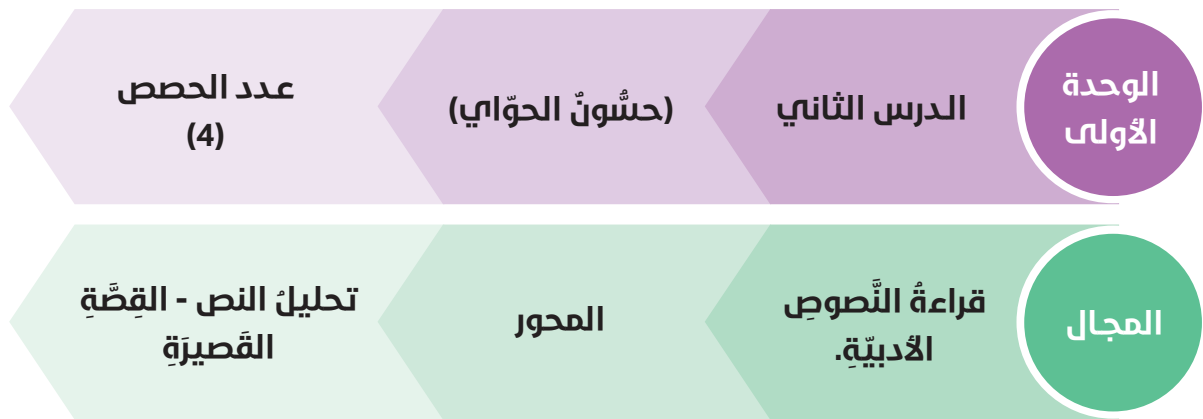 الوحدة
الأولى
الدرس الثاني
(حسُّونٌ الحوّاي)
عدد الحصص
(4)
المجال
قراءةُ النَّصوصِ
الأدبيّةِ.
المحور
تحليلُ النص - القِصَّةِ
القَصيرَةِ